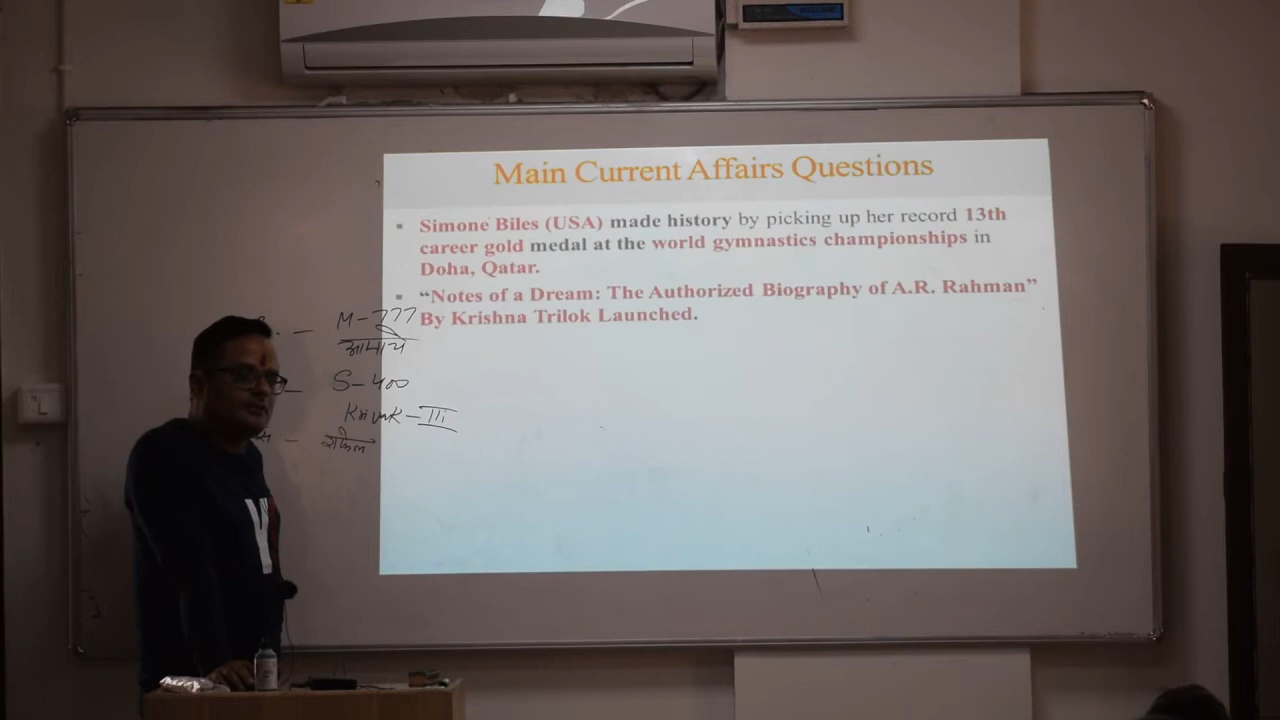 Main Current Affairs Questions
Simone Biles (USA) made history by picking up her record 13th
career gold medal at the world gymnastics championships in
Doha, Qatar.
“Notes of a Dream: The Authorized Biography of A.R. Rahman”
By Krishna Trilok Launched.
— M-777
— S-400
Krivak-III